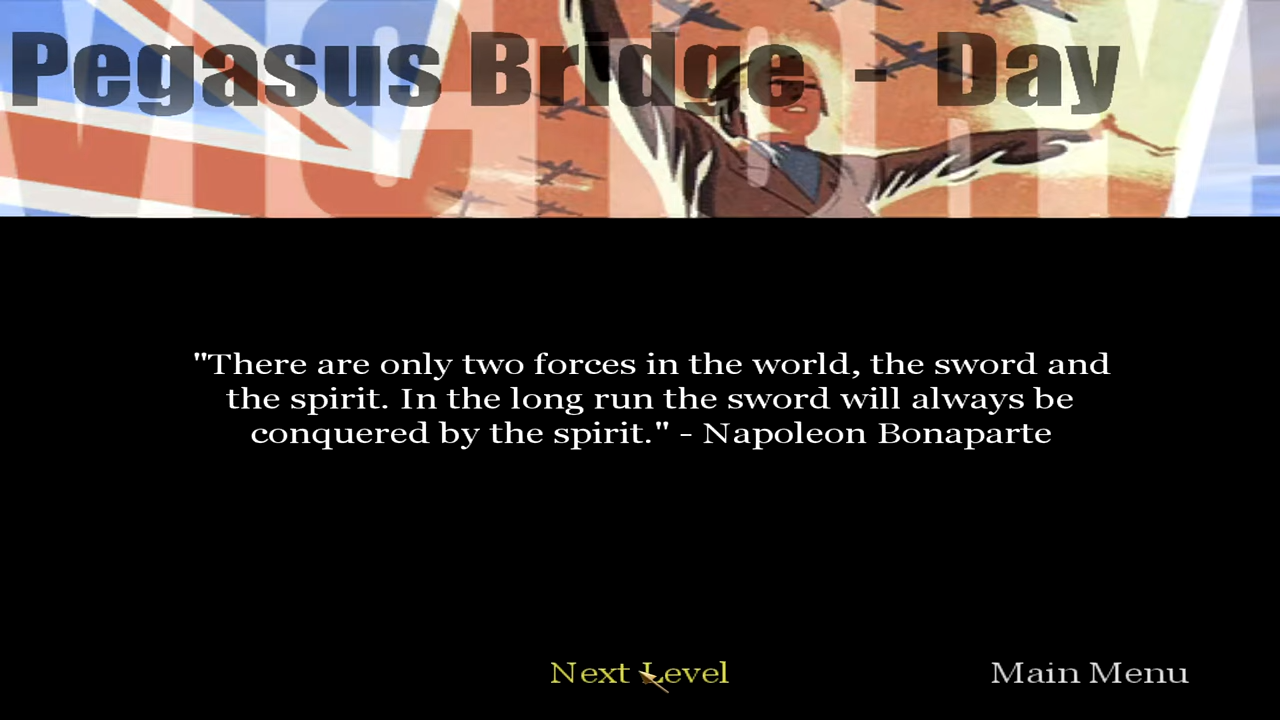 VICTORY
Pegasus Bridge - Day
"There are only two forces in the world, the sword and
the spirit. In the long run the sword will always be
conquered by the spirit." - Napoleon Bonaparte
Next Level
Main Menu